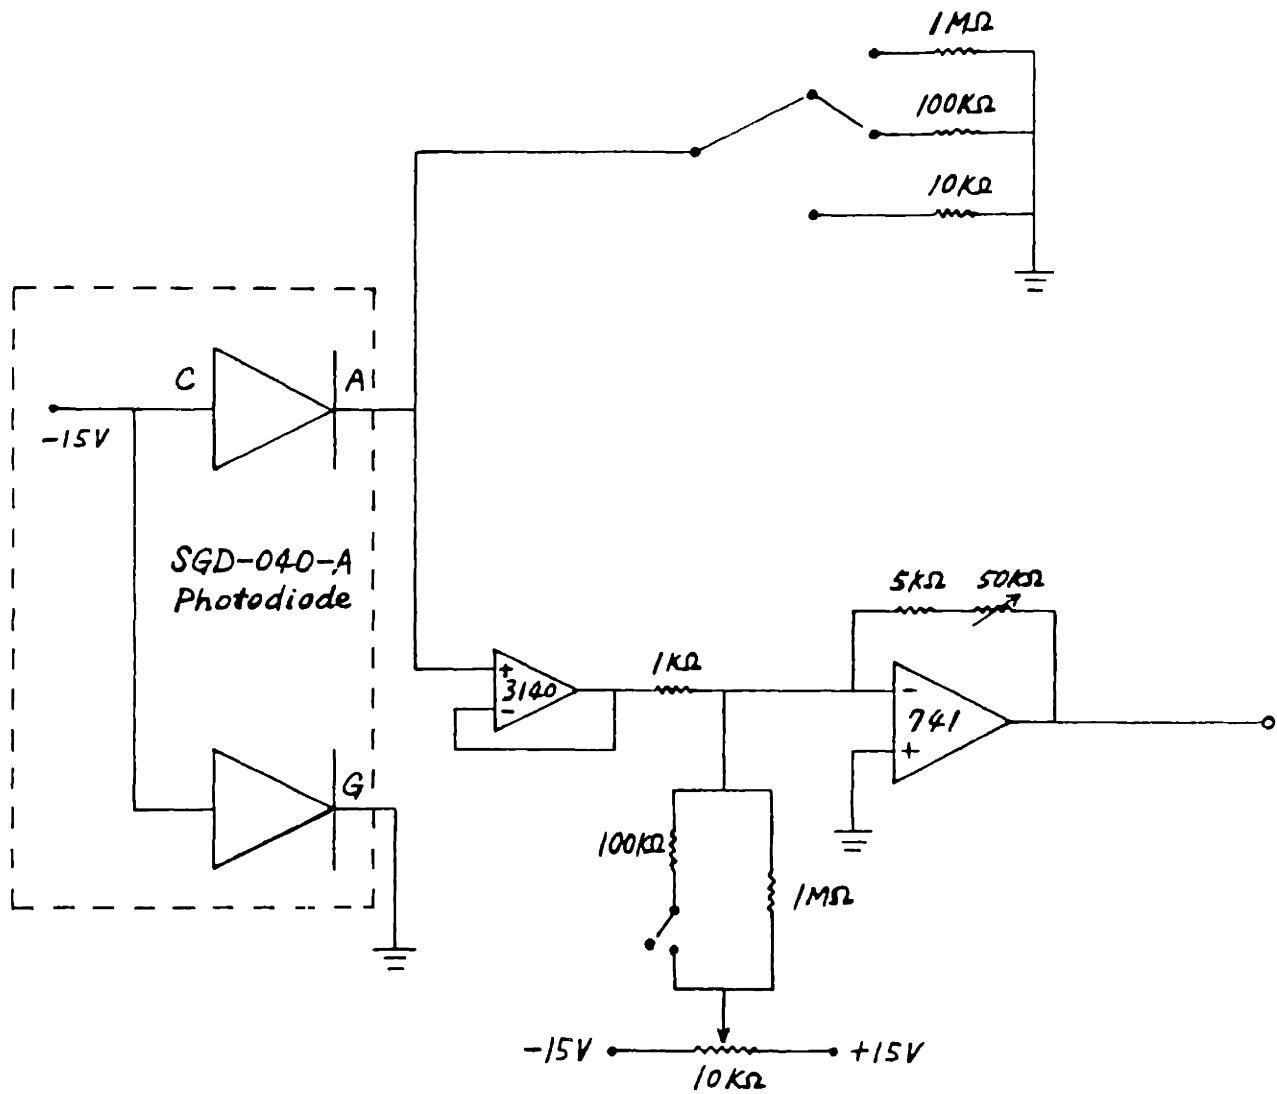 1MΩ
100KΩ
10KΩ
C
A
-15V
SGD-040-A
Photodiode
5KΩ
50KΩ
1KΩ
+
3140
-
-
741
+
G
100KΩ
1MΩ
-15V
+15V
10KΩ